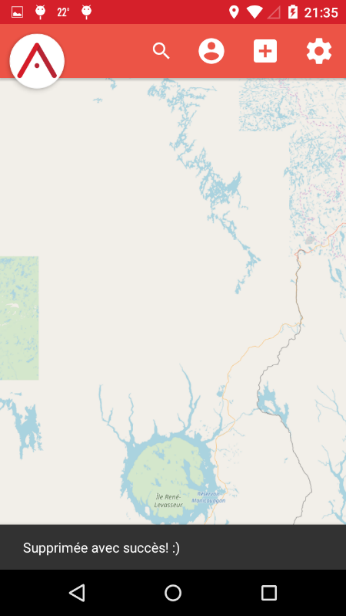 22°
21:35
Île René-
Levasseur
Supprimée avec succès! :)